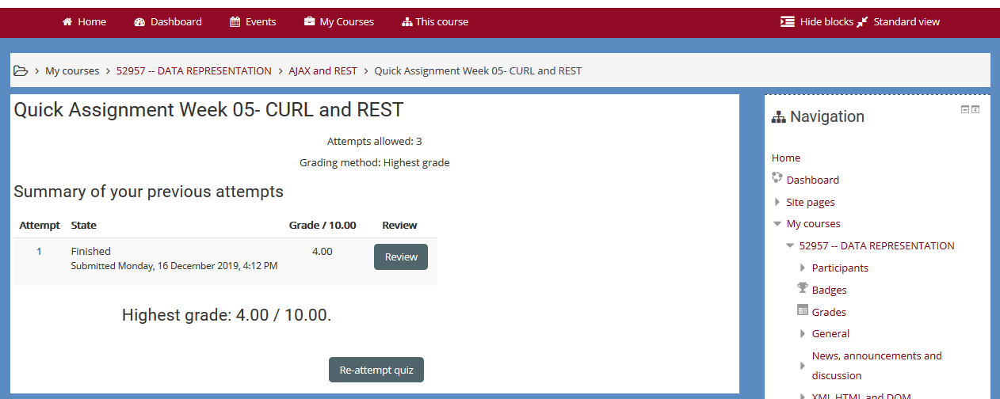 Home Dashboard Events My Courses This course Hide blocks Standard view
> My courses > 52957 -- DATA REPRESENTATION > AJAX and REST > Quick Assignment Week 05- CURL and REST
Quick Assignment Week 05- CURL and REST
Attempts allowed: 3
Grading method: Highest grade
Summary of your previous attempts
Attempt State Grade / 10.00 Review
1 Finished 4.00 Review
Submitted Monday, 16 December 2019, 4:12 PM
Highest grade: 4.00 / 10.00.
Re-attempt quiz
Navigation
Home
Dashboard
Site pages
My courses
52957 -- DATA REPRESENTATION
Participants
Badges
Grades
General
News, announcements and
discussion
XML HTML and DOM